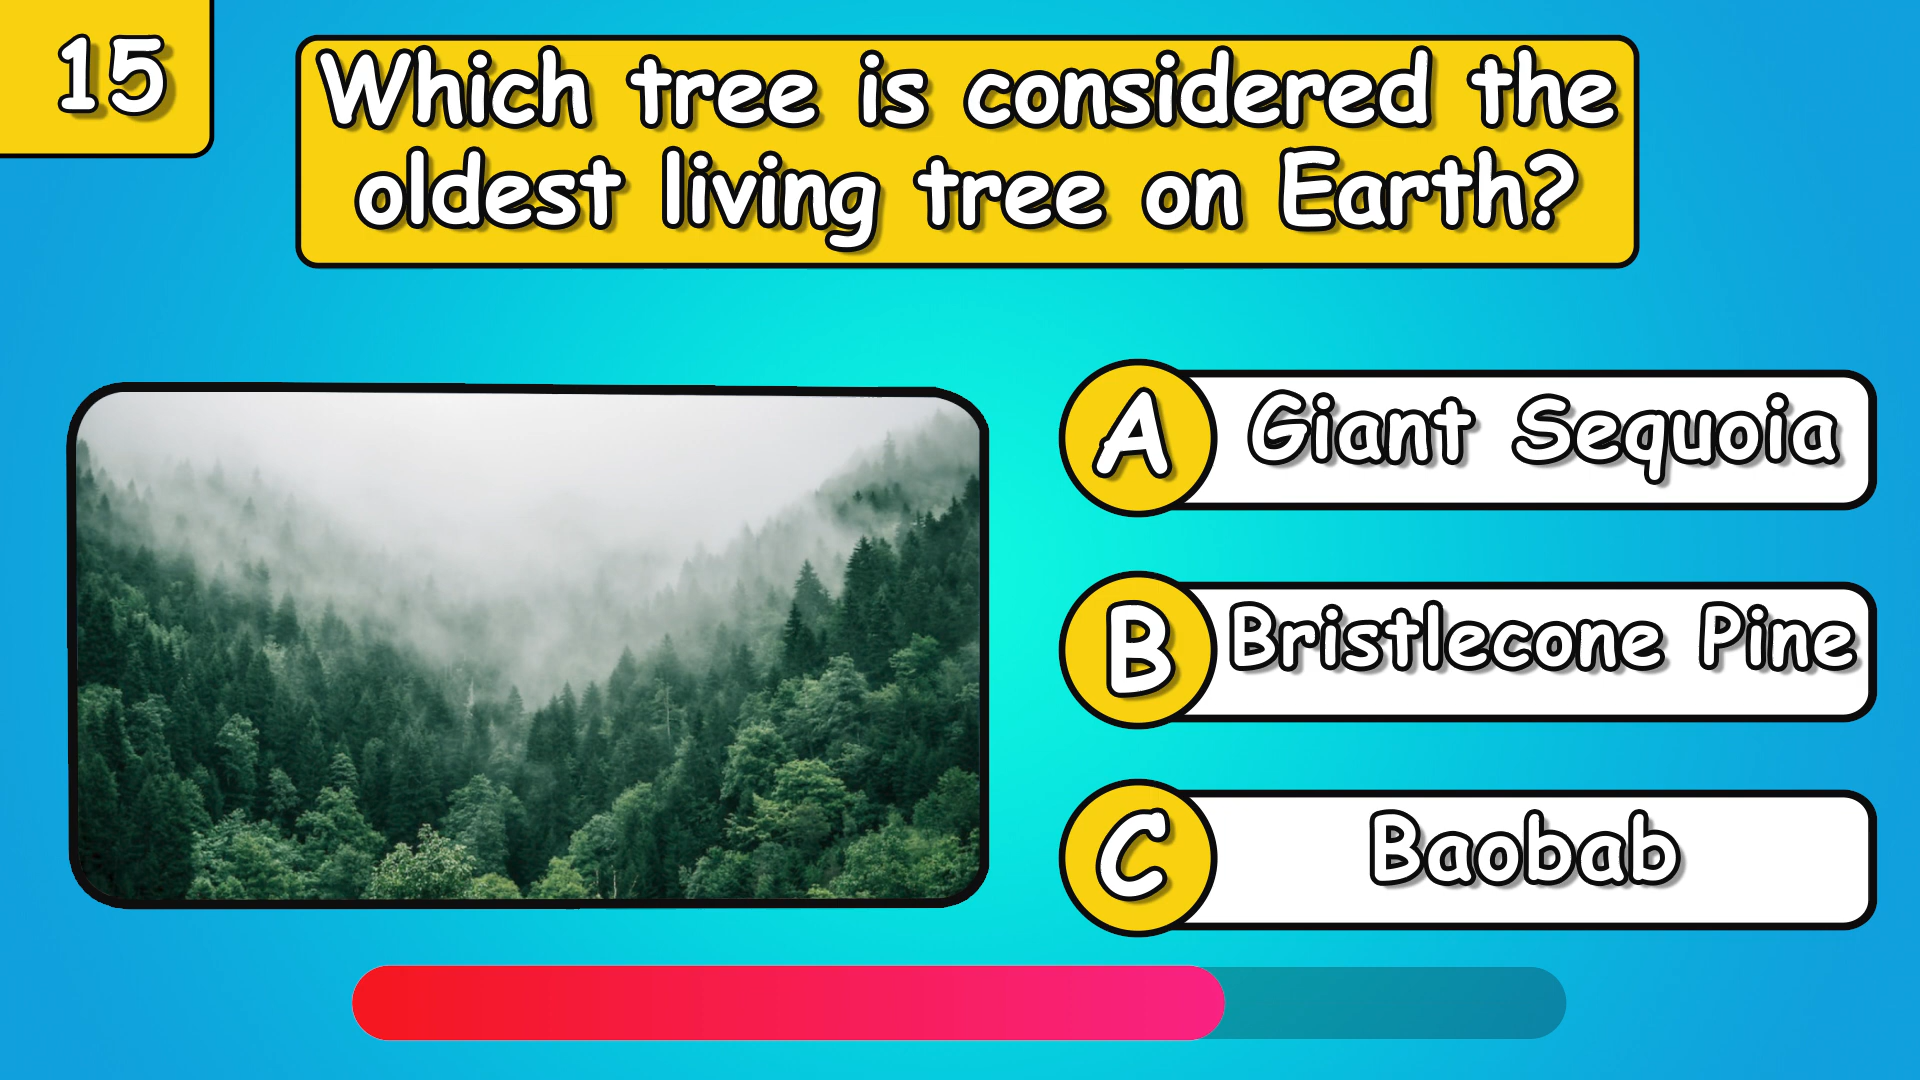 15
Which tree is considered the
oldest living tree on Earth?
A Giant Sequoia
B Bristlecone Pine
C Baobab